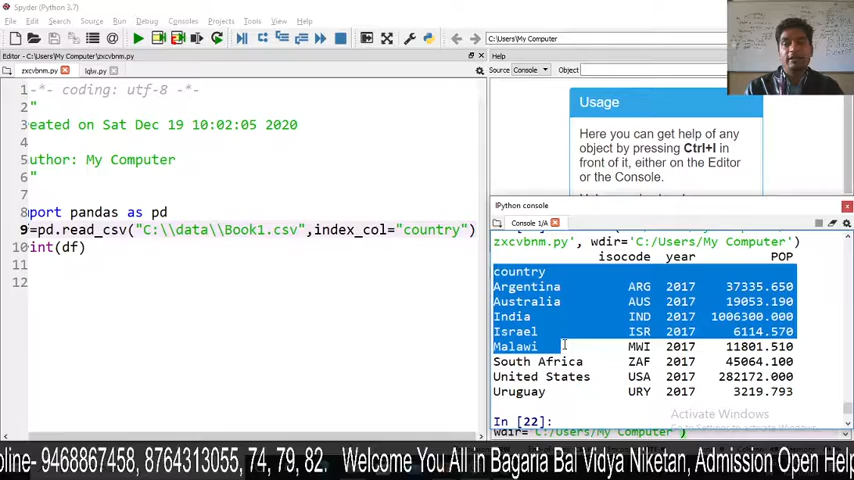 Spyder (Python 3.7)
File Edit Search Source Run Debug Consoles Projects Tools View Help
C:\Users\My Computer
Editor - C:\Users\My Computer\zxcvbnm.py
Help
zxcvbnm.py
lqlw.py
Source Console Object
1 -*- coding: utf-8 -*-
2 "
3 eated on Sat Dec 19 10:02:05 2020
4
5 uthor: My Computer
6 "
7
8 port pandas as pd
9 =pd.read_csv("C:\\data\\Book1.csv",index_col="country")
10 int(df)
11
12
Usage
Here you can get help of any
object by pressing Ctrl+I in
front of it, either on the Editor
or the Console.
IPython console
Console 1/A
zxcvbnm.py', wdir='C:/Users/My Computer')
isocode year POP
country
Argentina ARG 2017 37335.650
Australia AUS 2017 19053.190
India IND 2017 1006300.000
Israel ISR 2017 6114.570
Malawi MWI 2017 11801.510
South Africa ZAF 2017 45064.100
United States USA 2017 282172.000
Uruguay URY 2017 3219.793
In [22]:
Activate Windows
wdir='C:/Users/My Computer')
oline- 9468867458, 8764313055, 74, 79, 82. Welcome You All in Bagaria Bal Vidya Niketan, Admission Open Help